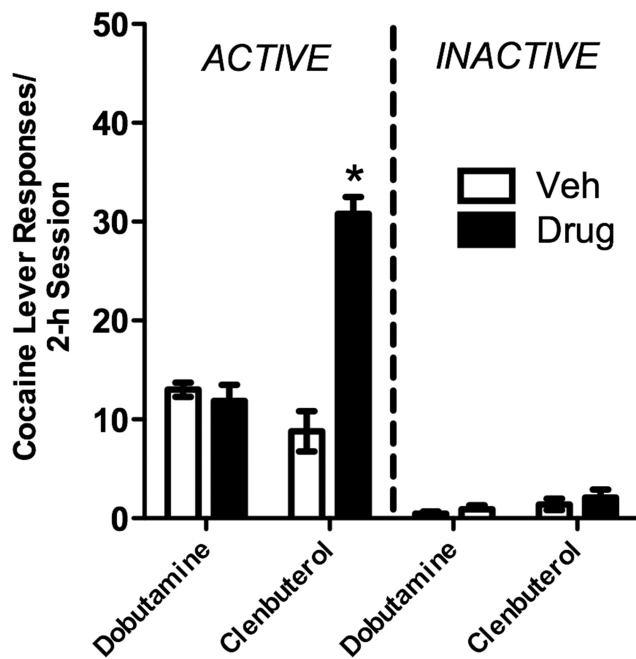 50
ACTIVE
INACTIVE
40
*
30
Veh
Drug
20
10
0
Cocaine Lever Responses/
2-h Session
Dobutamine
Clenbuterol
Dobutamine
Clenbuterol